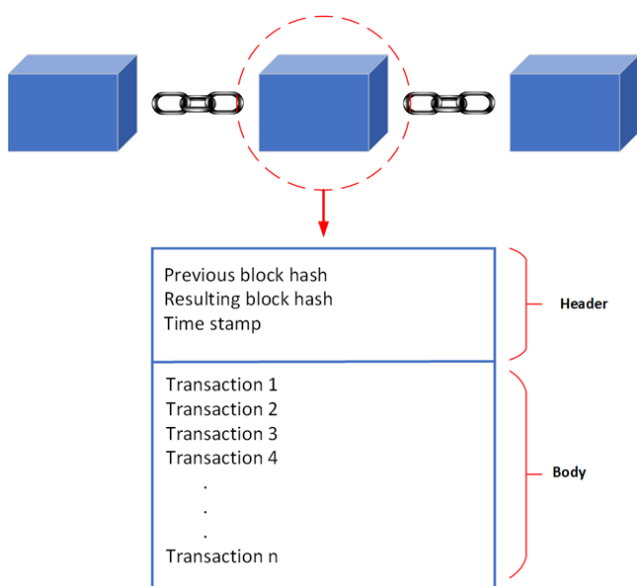 Previous block hash
Resulting block hash
Time stamp
Header
Transaction 1
Transaction 2
Transaction 3
Transaction 4
.
.
.
Transaction n
Body